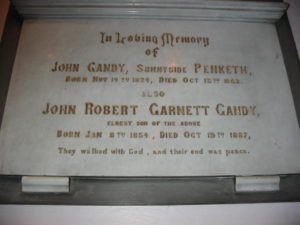 In Loving Memory
of
JOHN GANDY, SUNNYSIDE PENKETH,
BORN NOV 14TH 1824, DIED OCT 12TH 1862.
ALSO
JOHN ROBERT GARNETT GANDY,
ELDEST SON OF THE ABOVE
BORN JAN 8TH 1854, DIED OCT 19TH 1887,
They walked with God, and their end was peace.